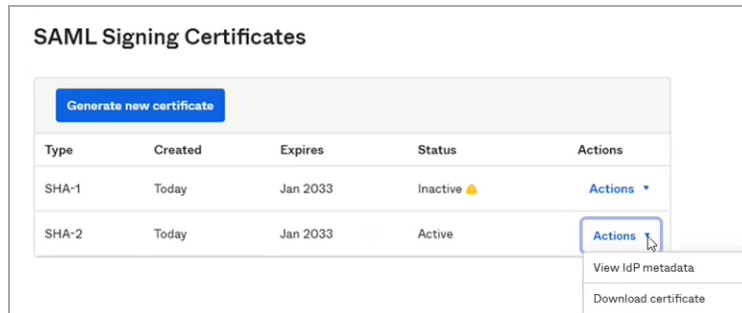 SAML Signing Certificates
Generate new certificate
Type Created Expires Status Actions
SHA-1 Today Jan 2033 Inactive Actions
SHA-2 Today Jan 2033 Active Actions
View IdP metadata
Download certificate